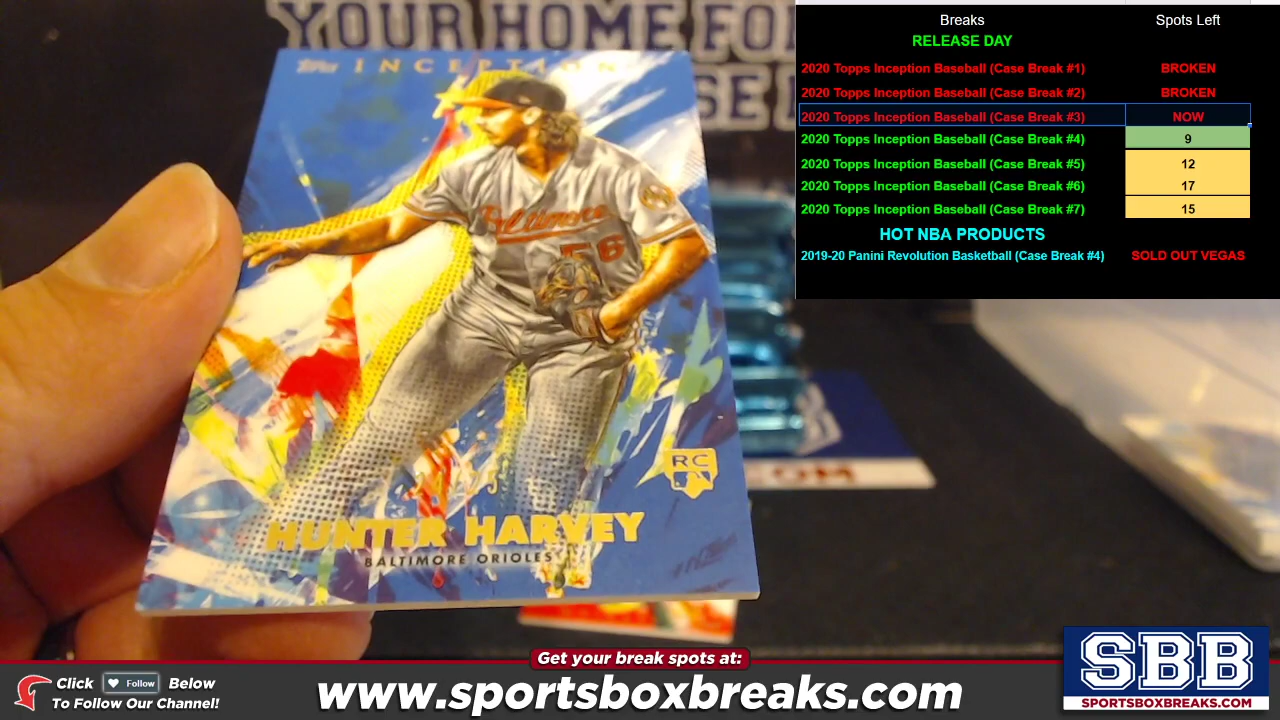 YOUR HOME FO
SE B
Topps INCEPTION
Baltimore
56
RC
HUNTER HARVEY
BALTIMORE ORIOLES
.COM
Breaks Spots Left
RELEASE DAY
2020 Topps Inception Baseball (Case Break #1) BROKEN
2020 Topps Inception Baseball (Case Break #2) BROKEN
2020 Topps Inception Baseball (Case Break #3) NOW
2020 Topps Inception Baseball (Case Break #4) 9
2020 Topps Inception Baseball (Case Break #5) 12
2020 Topps Inception Baseball (Case Break #6) 17
2020 Topps Inception Baseball (Case Break #7) 15
HOT NBA PRODUCTS
2019-20 Panini Revolution Basketball (Case Break #4) SOLD OUT VEGAS
Get your break spots at:
Click Follow Below
To Follow Our Channel!
www.sportsboxbreaks.com
SBB
SPORTSBOXBREAKS.COM